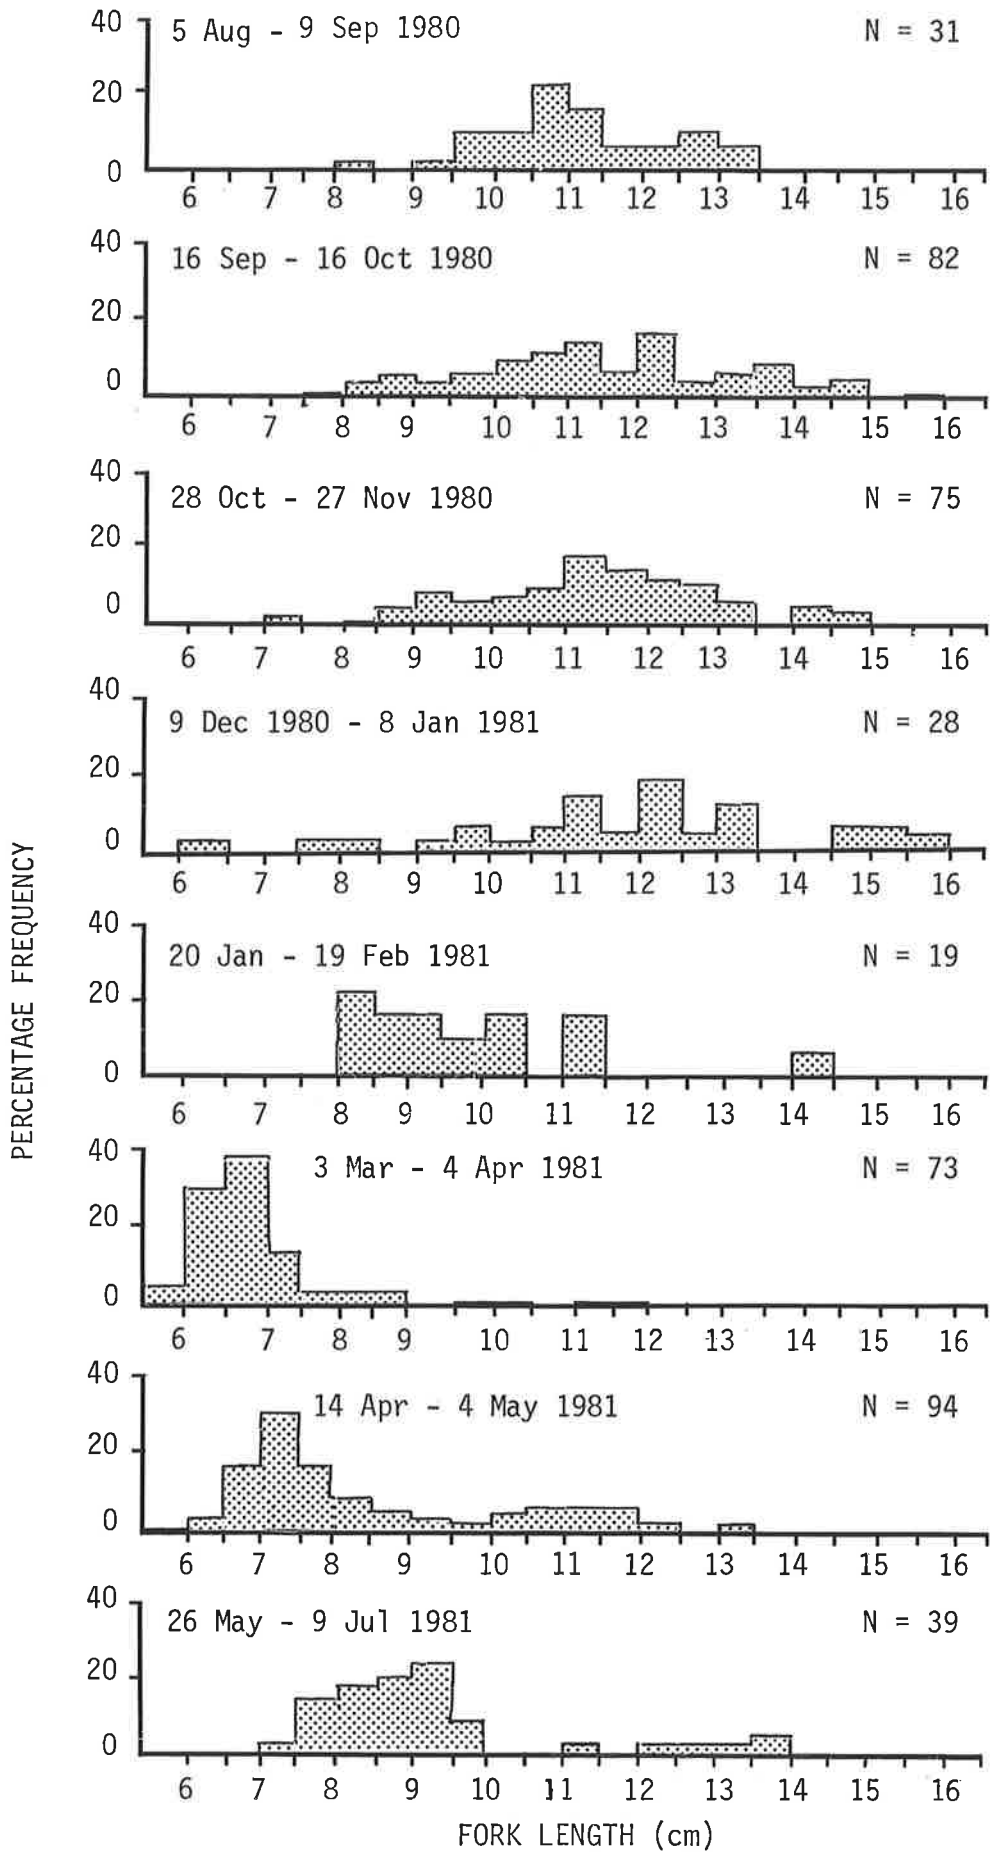 PERCENTAGE FREQUENCY
5 Aug - 9 Sep 1980 N = 31
40
20
0
6 7 8 9 10 11 12 13 14 15 16
16 Sep - 16 Oct 1980 N = 82
40
20
0
6 7 8 9 10 11 12 13 14 15 16
28 Oct - 27 Nov 1980 N = 75
40
20
0
6 7 8 9 10 11 12 13 14 15 16
9 Dec 1980 - 8 Jan 1981 N = 28
40
20
0
6 7 8 9 10 11 12 13 14 15 16
20 Jan - 19 Feb 1981 N = 19
40
20
0
6 7 8 9 10 11 12 13 14 15 16
3 Mar - 4 Apr 1981 N = 73
40
20
0
6 7 8 9 10 11 12 13 14 15 16
14 Apr - 4 May 1981 N = 94
40
20
0
6 7 8 9 10 11 12 13 14 15 16
26 May - 9 Jul 1981 N = 39
40
20
0
6 7 8 9 10 11 12 13 14 15 16
FORK LENGTH (cm)